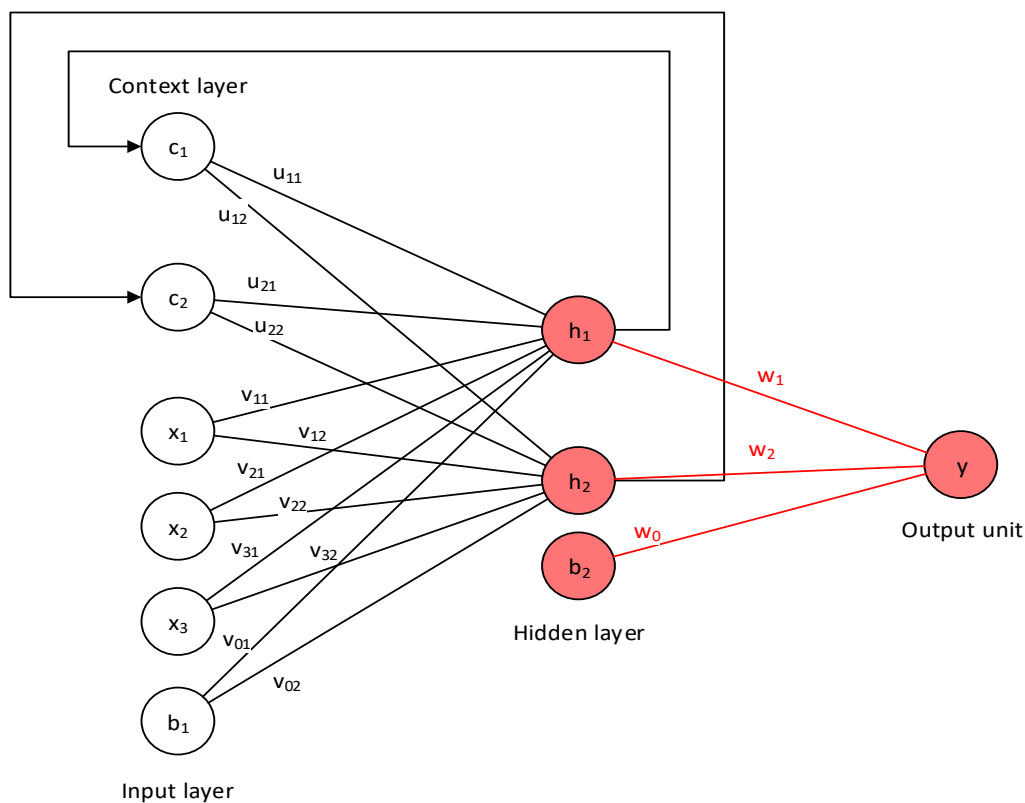 Context layer
c₁
u₁₁
u₁₂
c₂
u₂₁
u₂₂
h₁
w₁
x₁
v₁₁
v₁₂
w₂
y
v₂₁
h₂
x₂
v₂₂
Output unit
v₃₁
v₃₂
w₀
b₂
x₃
Hidden layer
v₀₁
v₀₂
b₁
Input layer